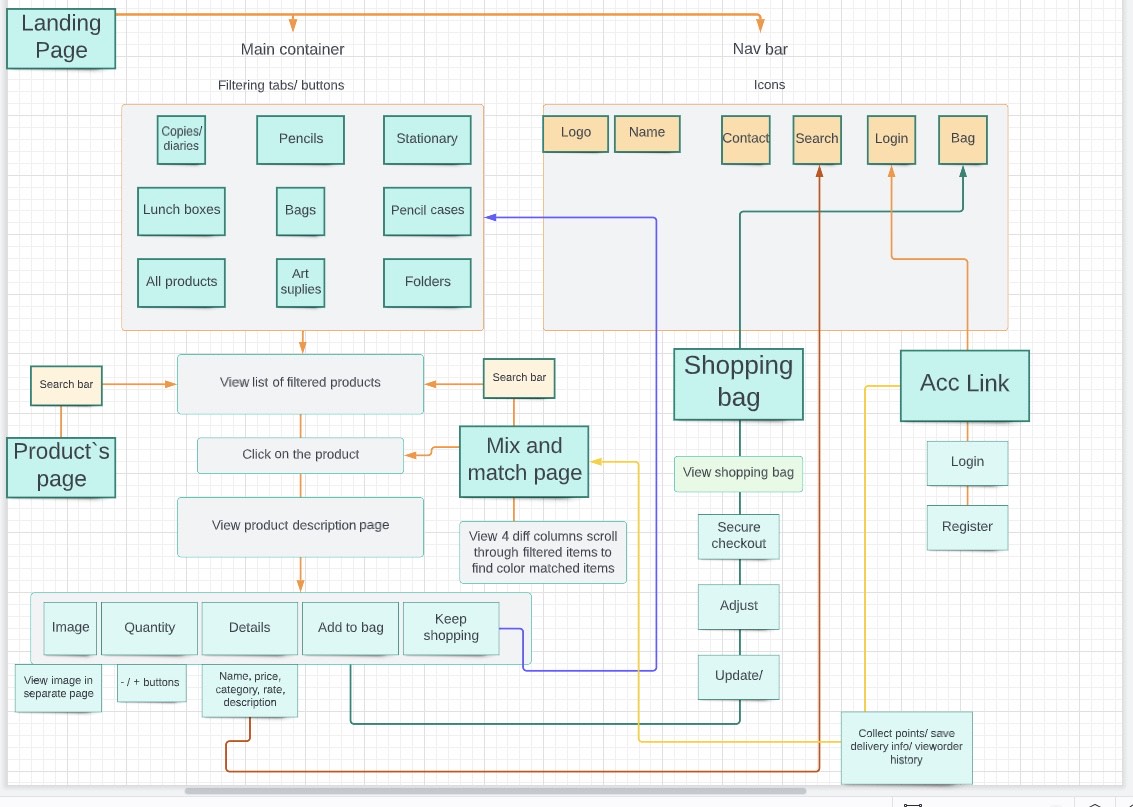 Landing
Page
Main container
Nav bar
Filtering tabs/ buttons
Icons
Copies/
diaries
Pencils
Stationary
Lunch boxes
Bags
Pencil cases
All products
Art
suplies
Folders
Logo
Name
Contact
Search
Login
Bag
Search bar
View list of filtered products
Search bar
Product`s
page
Click on the product
Mix and
match page
View product description page
View 4 diff columns scroll
through filtered items to
find color matched items
Shopping
bag
View shopping bag
Secure
checkout
Adjust
Update/
Acc Link
Login
Register
Image
Quantity
Details
Add to bag
Keep
shopping
View image in
separate page
- / + buttons
Name, price,
category, rate,
description
Collect points/ save
delivery info/ vieworder
history